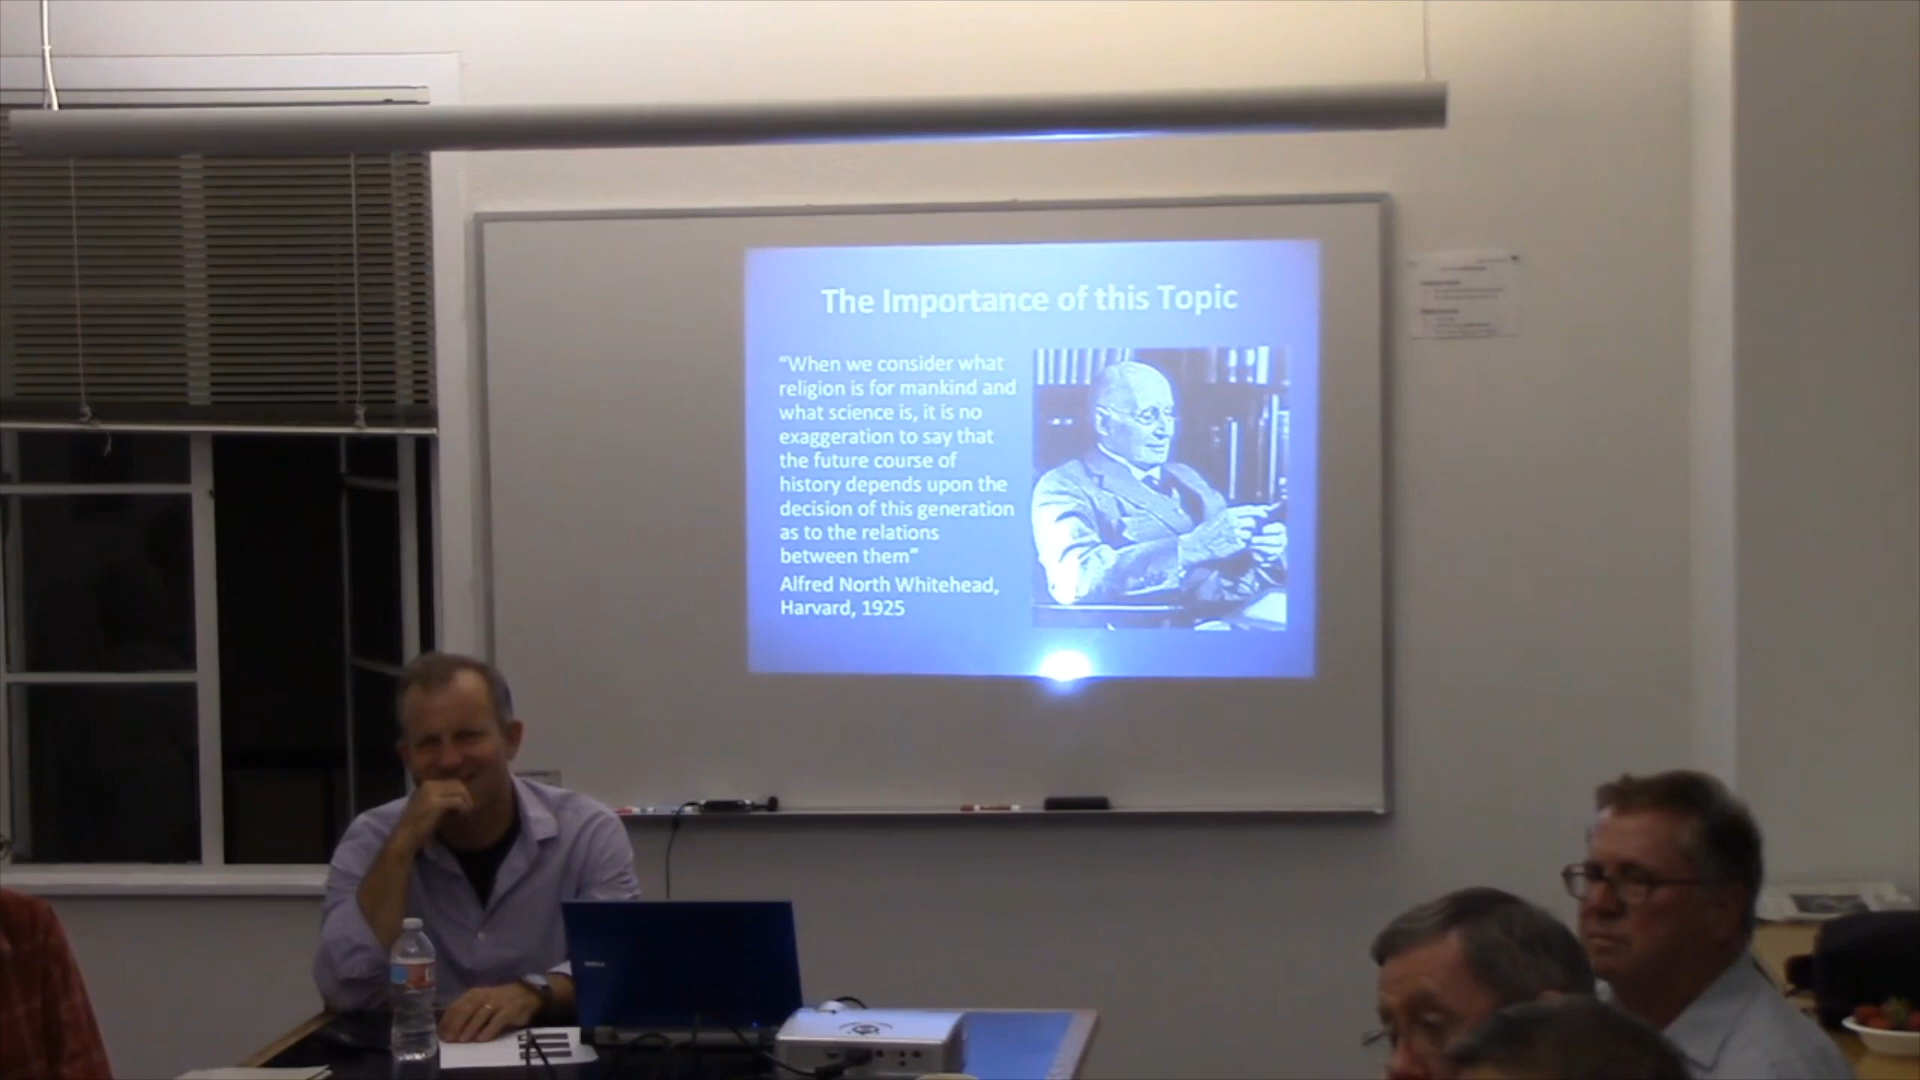 The Importance of this Topic
“When we consider what
religion is for mankind and
what science is, it is no
exaggeration to say that
the future course of
history depends upon the
decision of this generation
as to the relations
between them”
Alfred North Whitehead,
Harvard, 1925
DELL